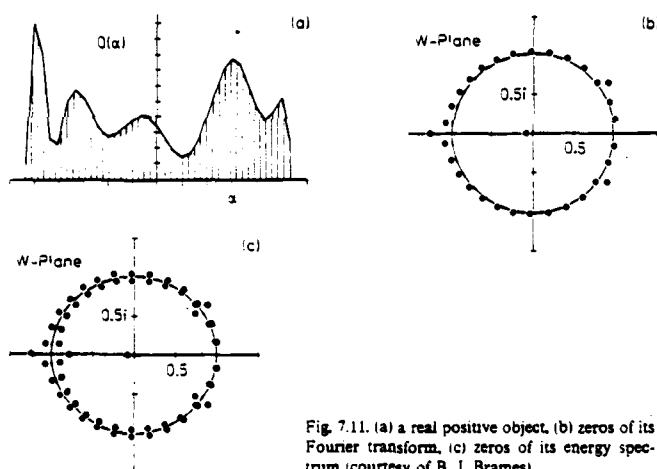 (a)
O(α)
α
(b)
W-Plane
0.5i
0.5
(c)
W-Plane
0.5i
0.5
Fig. 7.11. (a) a real positive object, (b) zeros of its
Fourier transform, (c) zeros of its energy spec-
trum (courtesy of B. J. Brames)